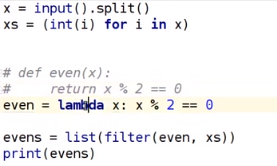 x = input().split()
xs = (int(i) for i in x)
# def even(x):
#     return x % 2 == 0
even = lambda x: x % 2 == 0
evens = list(filter(even, xs))
print(evens)